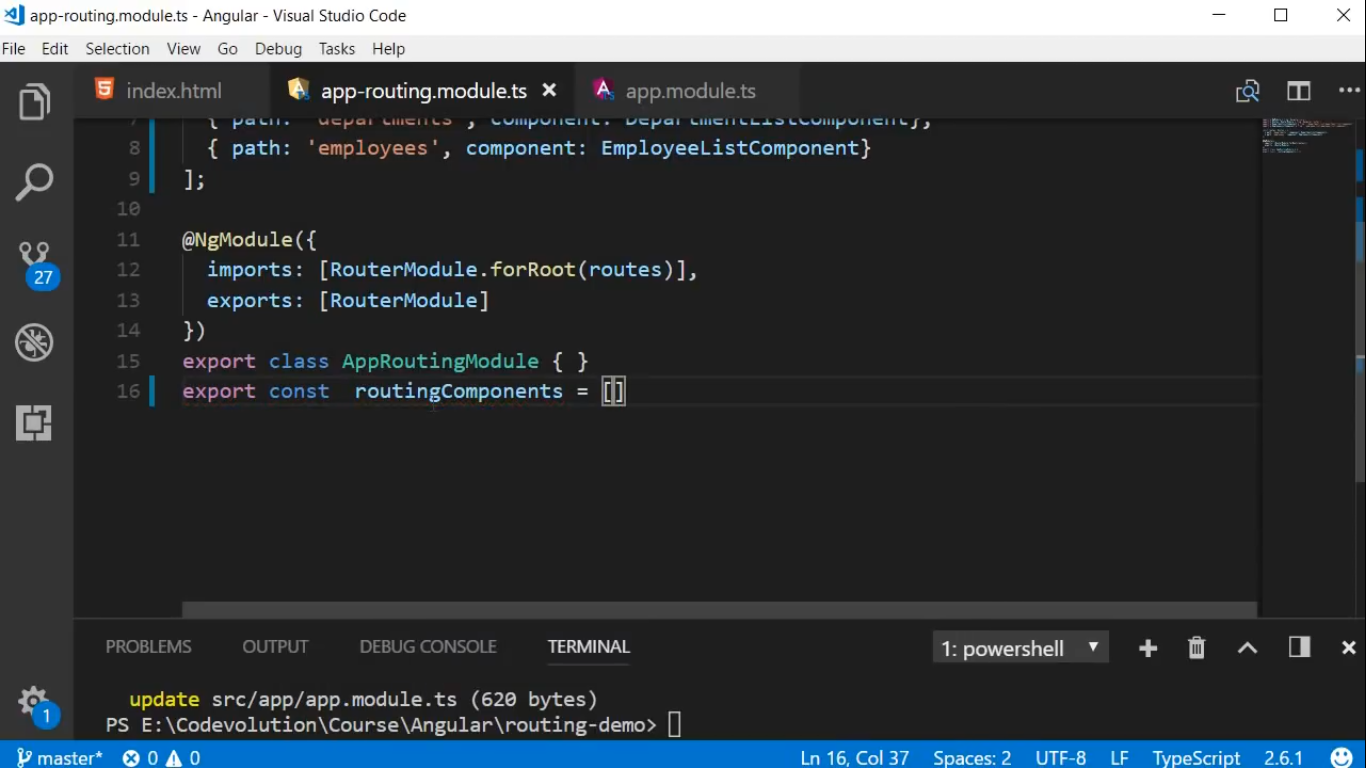 app-routing.module.ts - Angular - Visual Studio Code
File Edit Selection View Go Debug Tasks Help
index.html app-routing.module.ts app.module.ts
7 { path: 'departments', component: DepartmentListComponent},
8 { path: 'employees', component: EmployeeListComponent}
9 ];
10
11 @NgModule({
12 imports: [RouterModule.forRoot(routes)],
13 exports: [RouterModule]
14 })
15 export class AppRoutingModule { }
16 export const  routingComponents = []
27
PROBLEMS OUTPUT DEBUG CONSOLE TERMINAL 1: powershell
update src/app/app.module.ts (620 bytes)
PS E:\Codevolution\Course\Angular\routing-demo>
1
master* 0 0 Ln 16, Col 37 Spaces: 2 UTF-8 LF TypeScript 2.6.1